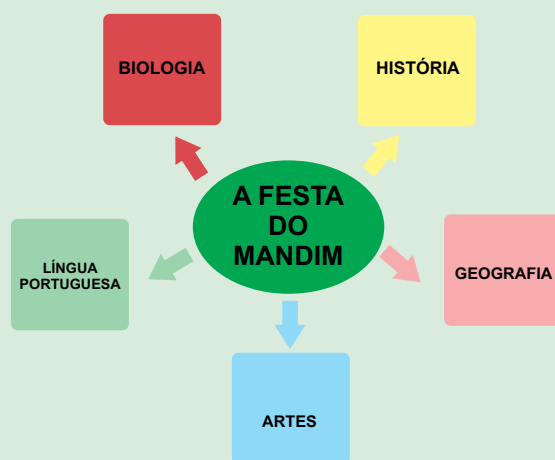 BIOLOGIA
HISTÓRIA
A FESTA
DO
MANDIM
LÍNGUA
PORTUGUESA
GEOGRAFIA
ARTES